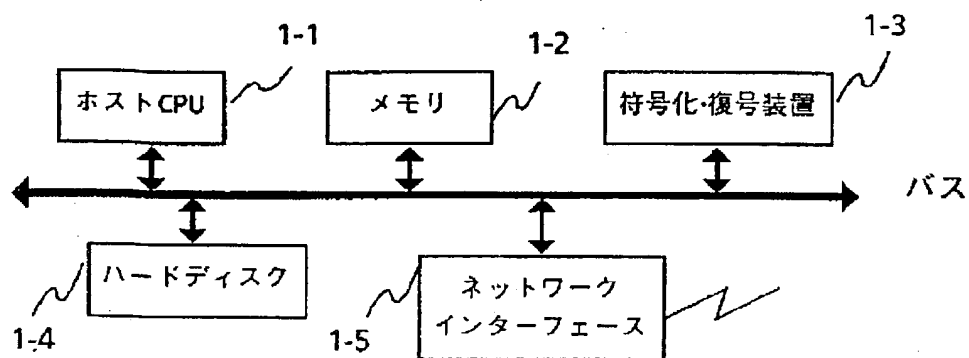 1-1
1-2
1-3
ホストCPU
メモリ
符号化・復号装置
バス
ハードディスク
ネットワーク
インターフェース
1-4
1-5